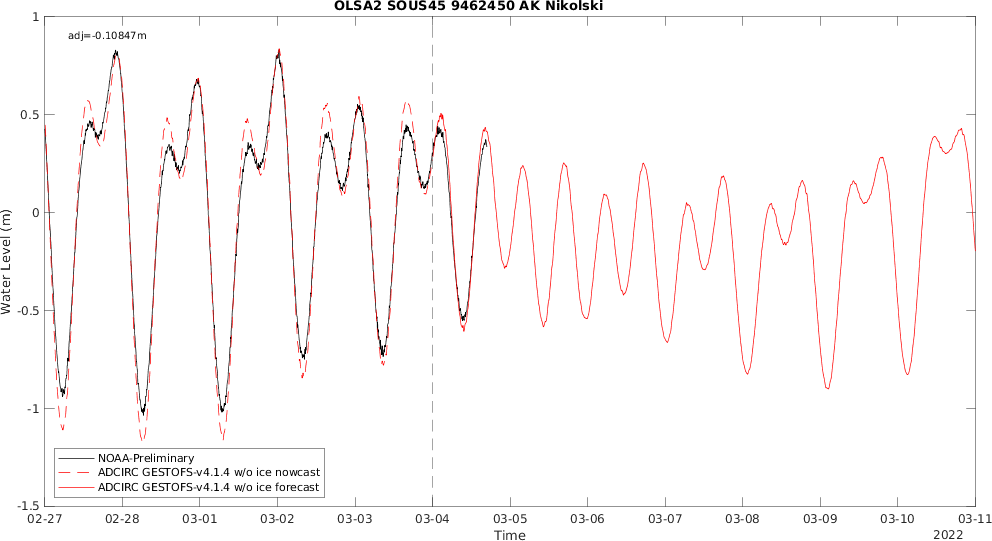 OLSA2 SOUS45 9462450 AK Nikolski
adj=-0.10847m
1
0.5
0
-0.5
-1
-1.5
Water Level (m)
NOAA-Preliminary
ADCIRC GESTOFS-v4.1.4 w/o ice nowcast
ADCIRC GESTOFS-v4.1.4 w/o ice forecast
02-27 02-28 03-01 03-02 03-03 03-04 03-05 03-06 03-07 03-08 03-09 03-10 03-11
Time
2022